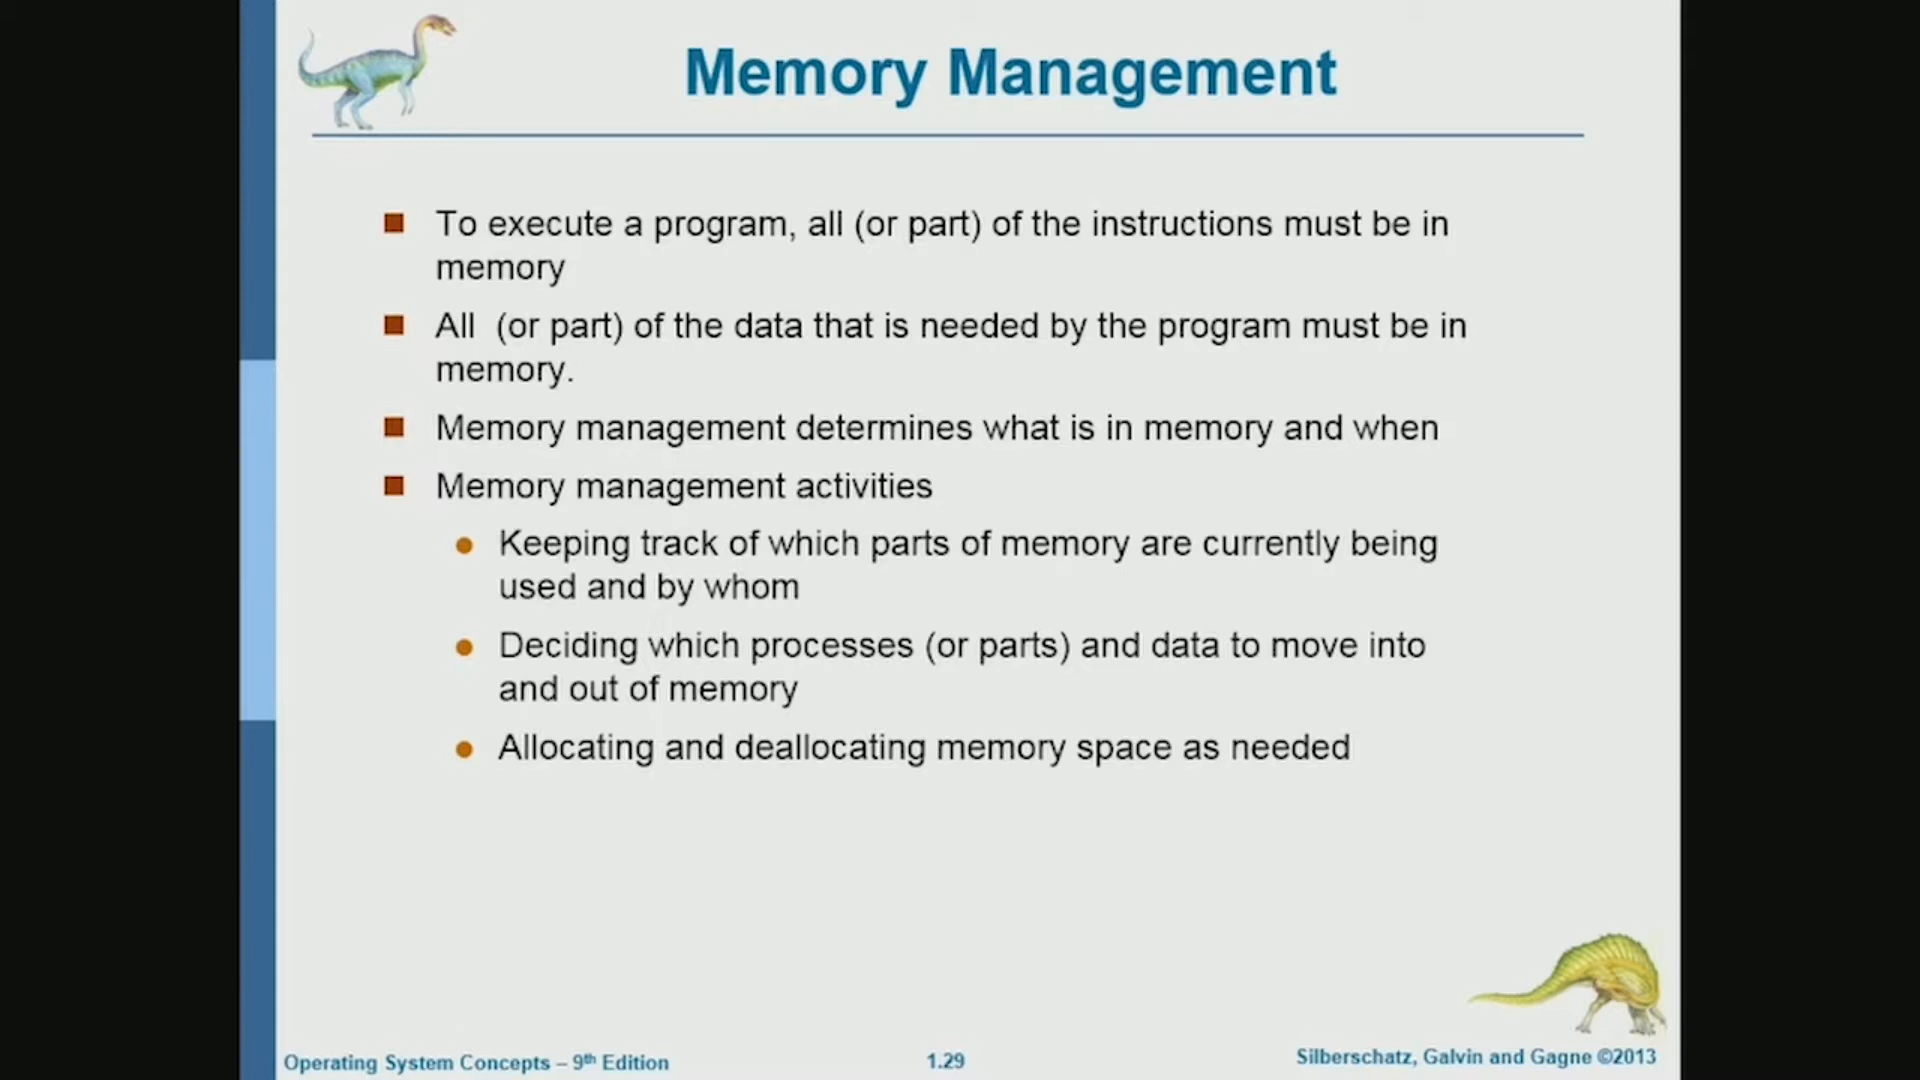 Memory Management
To execute a program, all (or part) of the instructions must be in
memory
All  (or part) of the data that is needed by the program must be in
memory.
Memory management determines what is in memory and when
Memory management activities
Keeping track of which parts of memory are currently being
used and by whom
Deciding which processes (or parts) and data to move into
and out of memory
Allocating and deallocating memory space as needed
Operating System Concepts – 9th Edition
1.29
Silberschatz, Galvin and Gagne ©2013